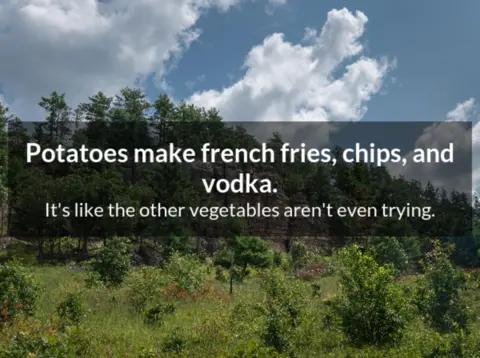 Potatoes make french fries, chips, and
vodka.
It's like the other vegetables aren't even trying.